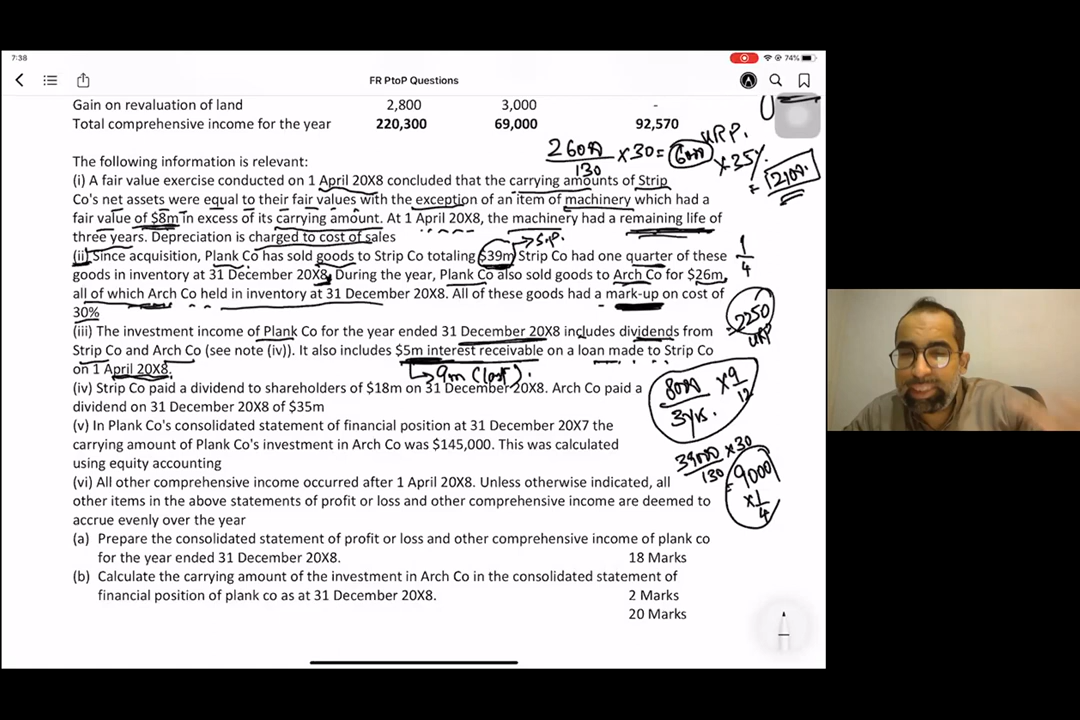 7:38
74%
FR PtoP Questions
Gain on revaluation of land 2,800 3,000 -
Total comprehensive income for the year 220,300 69,000 92,570
URP.
26000/130 × 30 = 6000 × 35% = 2100.
The following information is relevant:
(i) A fair value exercise conducted on 1 April 20X8 concluded that the carrying amounts of Strip
Co's net assets were equal to their fair values with the exception of an item of machinery which had a
fair value of $8m in excess of its carrying amount. At 1 April 20X8, the machinery had a remaining life of
three years. Depreciation is charged to cost of sales
→ S.P.
(ii) Since acquisition, Plank Co has sold goods to Strip Co totaling $39m Strip Co had one quarter of these
1/4
goods in inventory at 31 December 20X8. During the year, Plank Co also sold goods to Arch Co for $26m,
all of which Arch Co held in inventory at 31 December 20X8. All of these goods had a mark-up on cost of
30%
= 2250 URP
(iii) The investment income of Plank Co for the year ended 31 December 20X8 includes dividends from
Strip Co and Arch Co (see note (iv)). It also includes $5m interest receivable on a loan made to Strip Co
on 1 April 20X8.
→ 9m (last).
8000/3yrs. × 9/12
(iv) Strip Co paid a dividend to shareholders of $18m on 31 December 20X8. Arch Co paid a
dividend on 31 December 20X8 of $35m
(v) In Plank Co's consolidated statement of financial position at 31 December 20X7 the
carrying amount of Plank Co's investment in Arch Co was $145,000. This was calculated
using equity accounting
39000/130 × 30 = 9000 × 1/4
(vi) All other comprehensive income occurred after 1 April 20X8. Unless otherwise indicated, all
other items in the above statements of profit or loss and other comprehensive income are deemed to
accrue evenly over the year
(a) Prepare the consolidated statement of profit or loss and other comprehensive income of plank co
for the year ended 31 December 20X8. 18 Marks
(b) Calculate the carrying amount of the investment in Arch Co in the consolidated statement of
financial position of plank co as at 31 December 20X8. 2 Marks
20 Marks